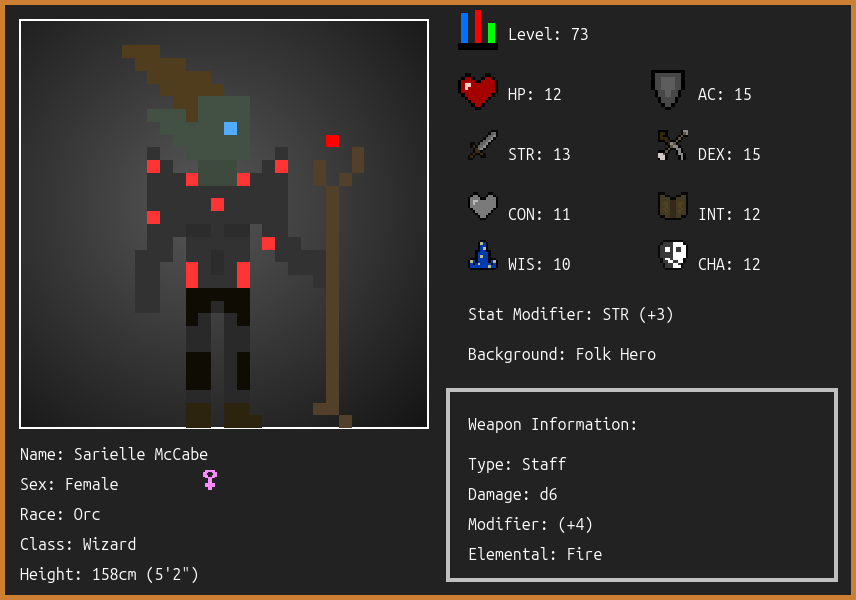 Level: 73
HP: 12
AC: 15
STR: 13
DEX: 15
CON: 11
INT: 12
WIS: 10
CHA: 12
Stat Modifier: STR (+3)
Background: Folk Hero
Weapon Information:
Type: Staff
Damage: d6
Modifier: (+4)
Elemental: Fire
Name: Sarielle McCabe
Sex: Female
Race: Orc
Class: Wizard
Height: 158cm (5'2")